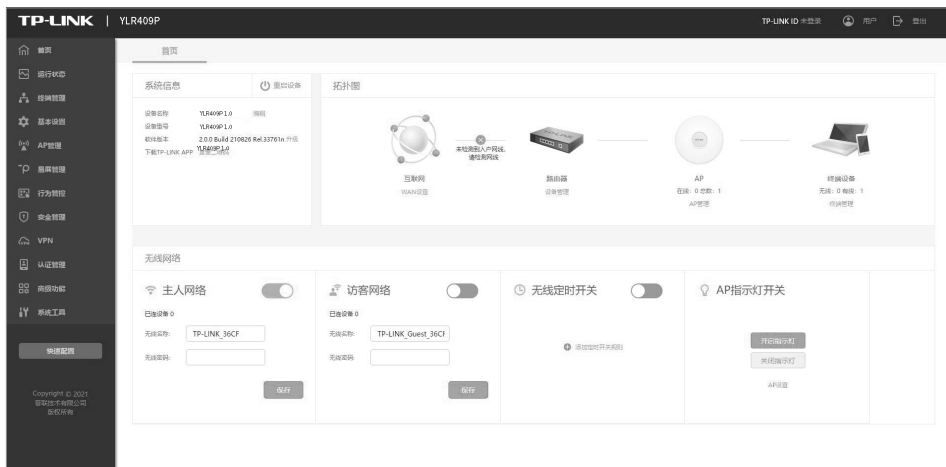 TP-LINK | YLR409P
TP-LINK ID 未登录
用户
登出
首页
运行状态
终端管理
基本设置
AP管理
易展管理
行为管控
安全管理
VPN
认证管理
高级功能
系统工具
快速配置
Copyright © 2021
普联技术有限公司
版权所有
首页
系统信息
重启设备
设备名称 YLR409P 1.0 编辑
设备型号 YLR409P 1.0
软件版本 2.0.0 Build 210826 Rel.33761n 升级
下载TP-LINK APP YLR409P 1.0
拓扑图
未检测到入户网线,
请检测网线
互联网
WAN设置
路由器
设备管理
AP
在线: 0 总数: 1
AP管理
终端设备
无线: 0 有线: 1
终端管理
无线网络
主人网络
已连设备 0
无线名称: TP-LINK_36CF
无线密码:
保存
访客网络
已连设备 0
无线名称: TP-LINK_Guest_36CF
无线密码:
保存
无线定时开关
添加定时开关规则
AP指示灯开关
开启指示灯
关闭指示灯
AP设置